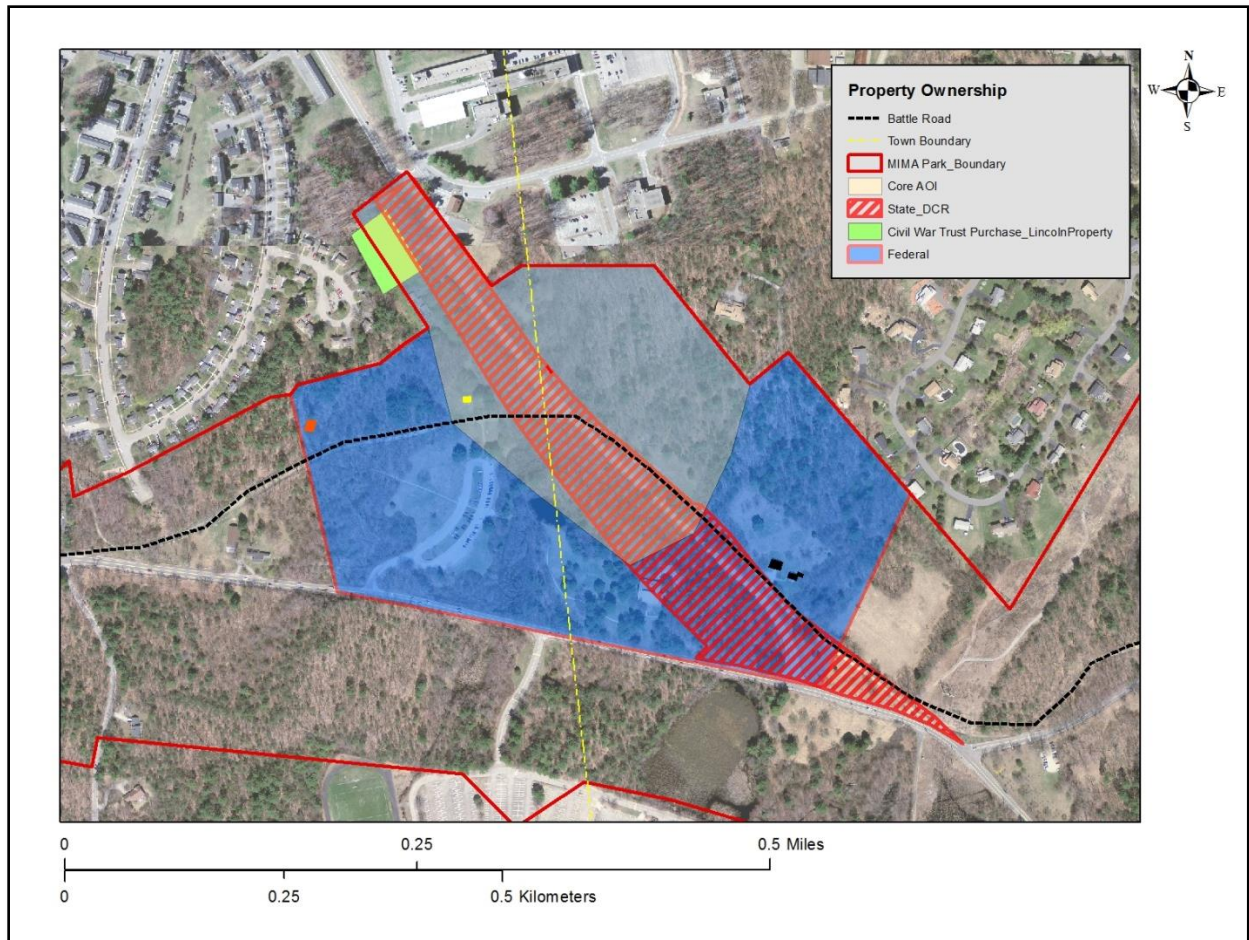 N
W E
S
Property Ownership
Battle Road
Town Boundary
MIMA Park_Boundary
Core AOI
State_DCR
Civil War Trust Purchase_LincolnProperty
Federal
0 0.25 0.5 Miles
0 0.25 0.5 Kilometers